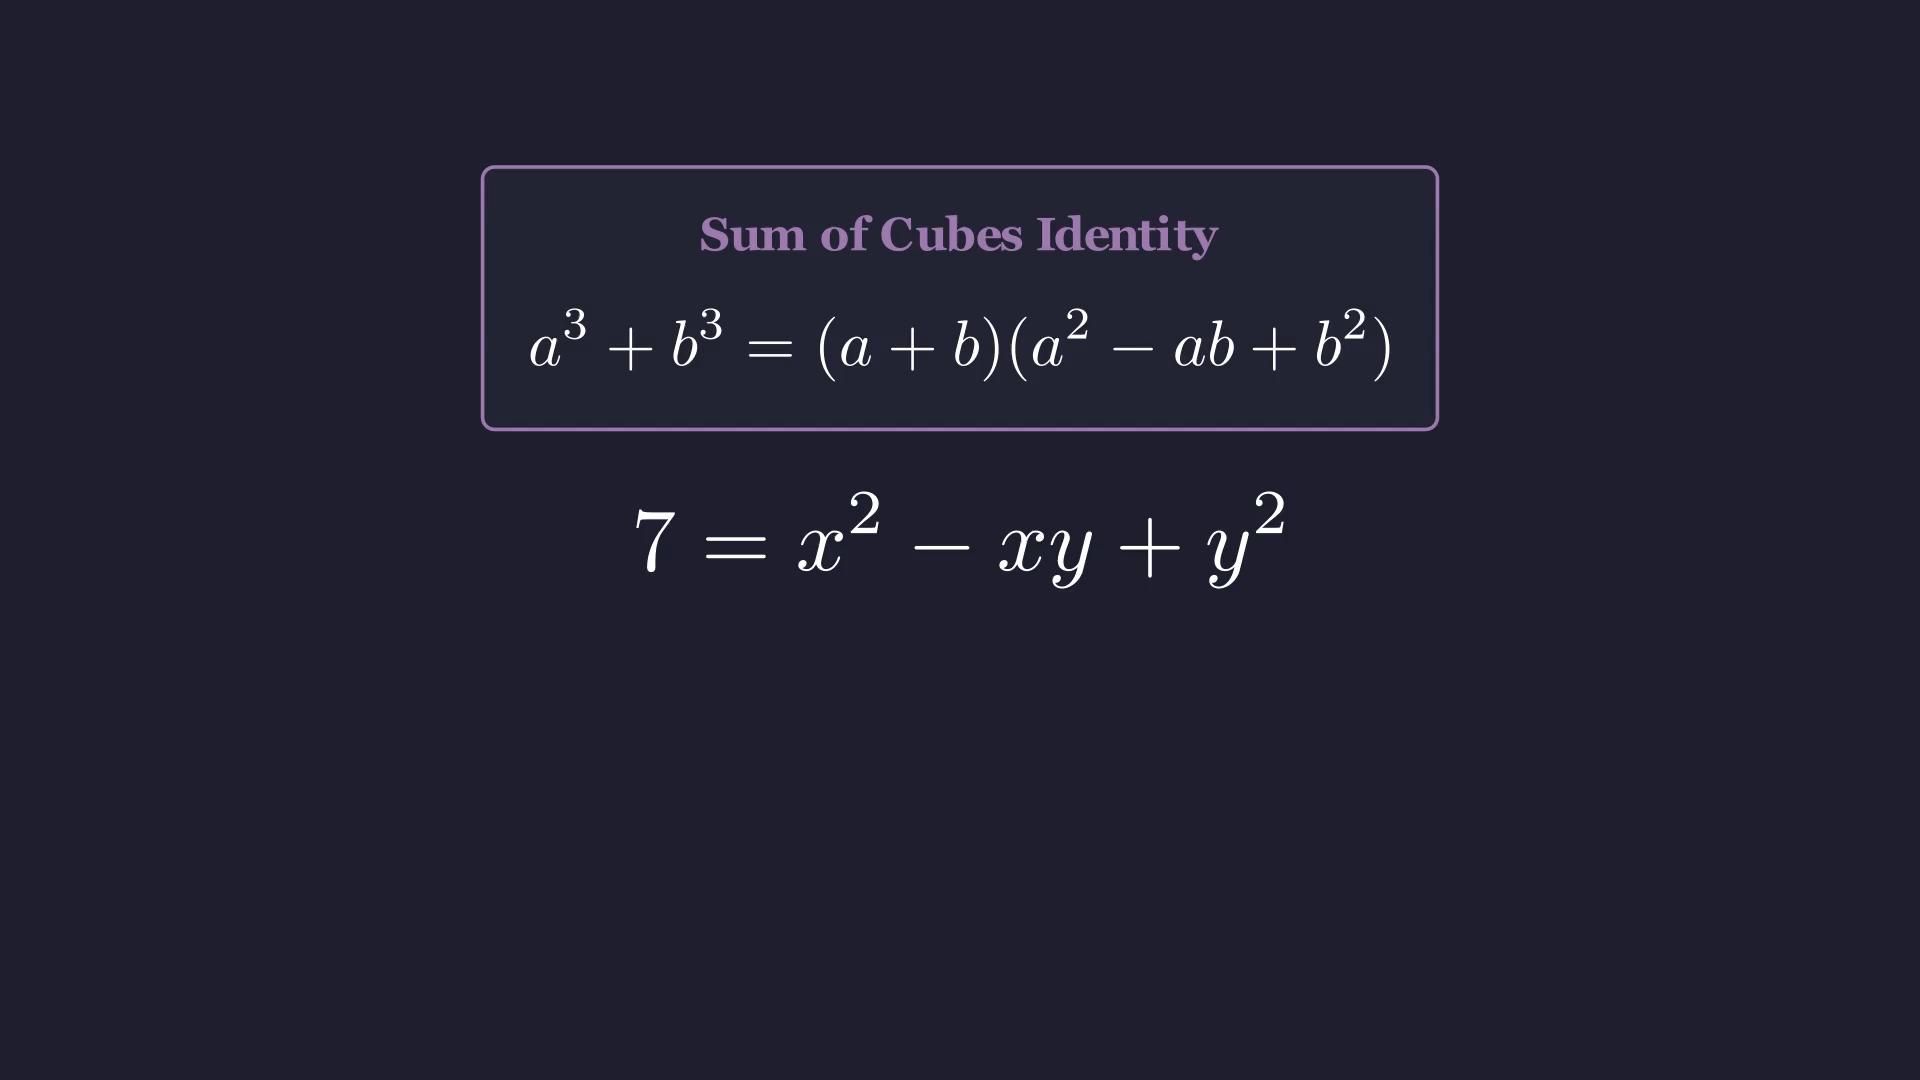 Sum of Cubes Identity
a³ + b³ = (a + b)(a² − ab + b²)
7 = x² − xy + y²